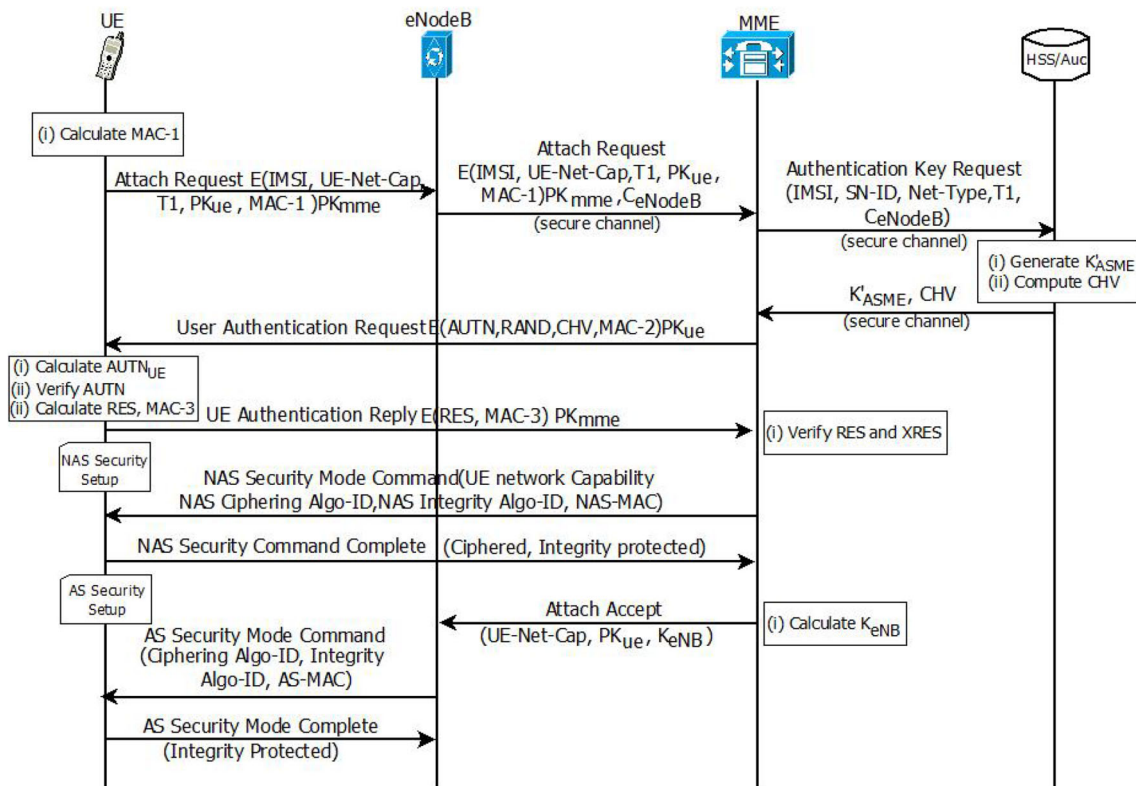 UE
eNodeB
MME
HSS/Auc
(i) Calculate MAC-1
Attach Request E(IMSI, UE-Net-Cap,
T1, PKue , MAC-1 )PKmme
Attach Request
E(IMSI, UE-Net-Cap,T1, PKue ,
MAC-1)PKmme ,CeNodeB
(secure channel)
Authentication Key Request
(IMSI, SN-ID, Net-Type,T1,
CeNodeB)
(secure channel)
(i) Generate K'ASME
(ii) Compute CHV
K'ASME, CHV
(secure channel)
User Authentication Request E(AUTN,RAND,CHV,MAC-2)PKue
(i) Calculate AUTNUE
(ii) Verify AUTN
(ii) Calculate RES, MAC-3
UE Authentication Reply E(RES, MAC-3) PKmme
(i) Verify RES and XRES
NAS Security
Setup
NAS Security Mode Command(UE network Capability
NAS Ciphering Algo-ID,NAS Integrity Algo-ID, NAS-MAC)
NAS Security Command Complete (Ciphered, Integrity protected)
AS Security
Setup
Attach Accept
(UE-Net-Cap, PKue , KeNB )
(i) Calculate KeNB
AS Security Mode Command
(Ciphering Algo-ID, Integrity
Algo-ID, AS-MAC)
AS Security Mode Complete
(Integrity Protected)